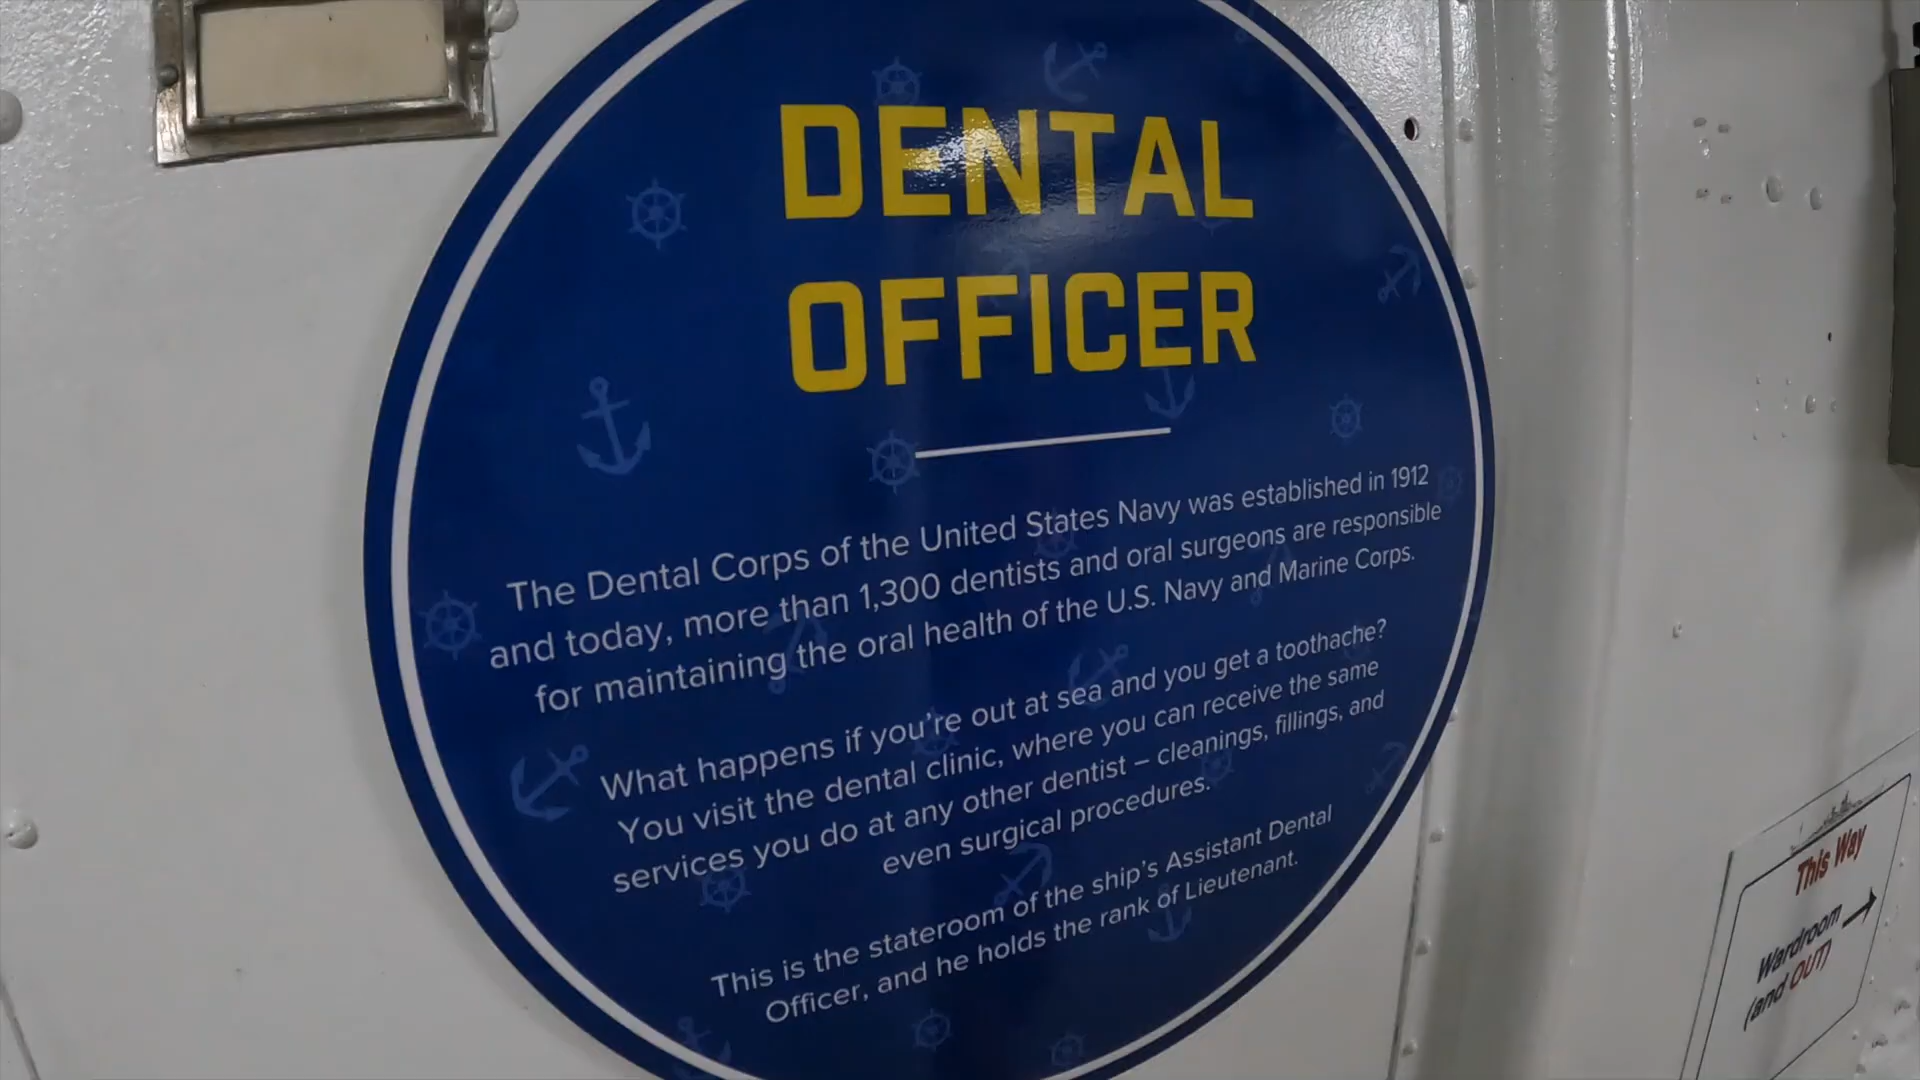 DENTAL
OFFICER
The Dental Corps of the United States Navy was established in 1912
and today, more than 1,300 dentists and oral surgeons are responsible
for maintaining the oral health of the U.S. Navy and Marine Corps.
What happens if you're out at sea and you get a toothache?
You visit the dental clinic, where you can receive the same
services you do at any other dentist – cleanings, fillings, and
even surgical procedures.
This is the stateroom of the ship's Assistant Dental
Officer, and he holds the rank of Lieutenant.
This Way
Wardroom
(and OUT)